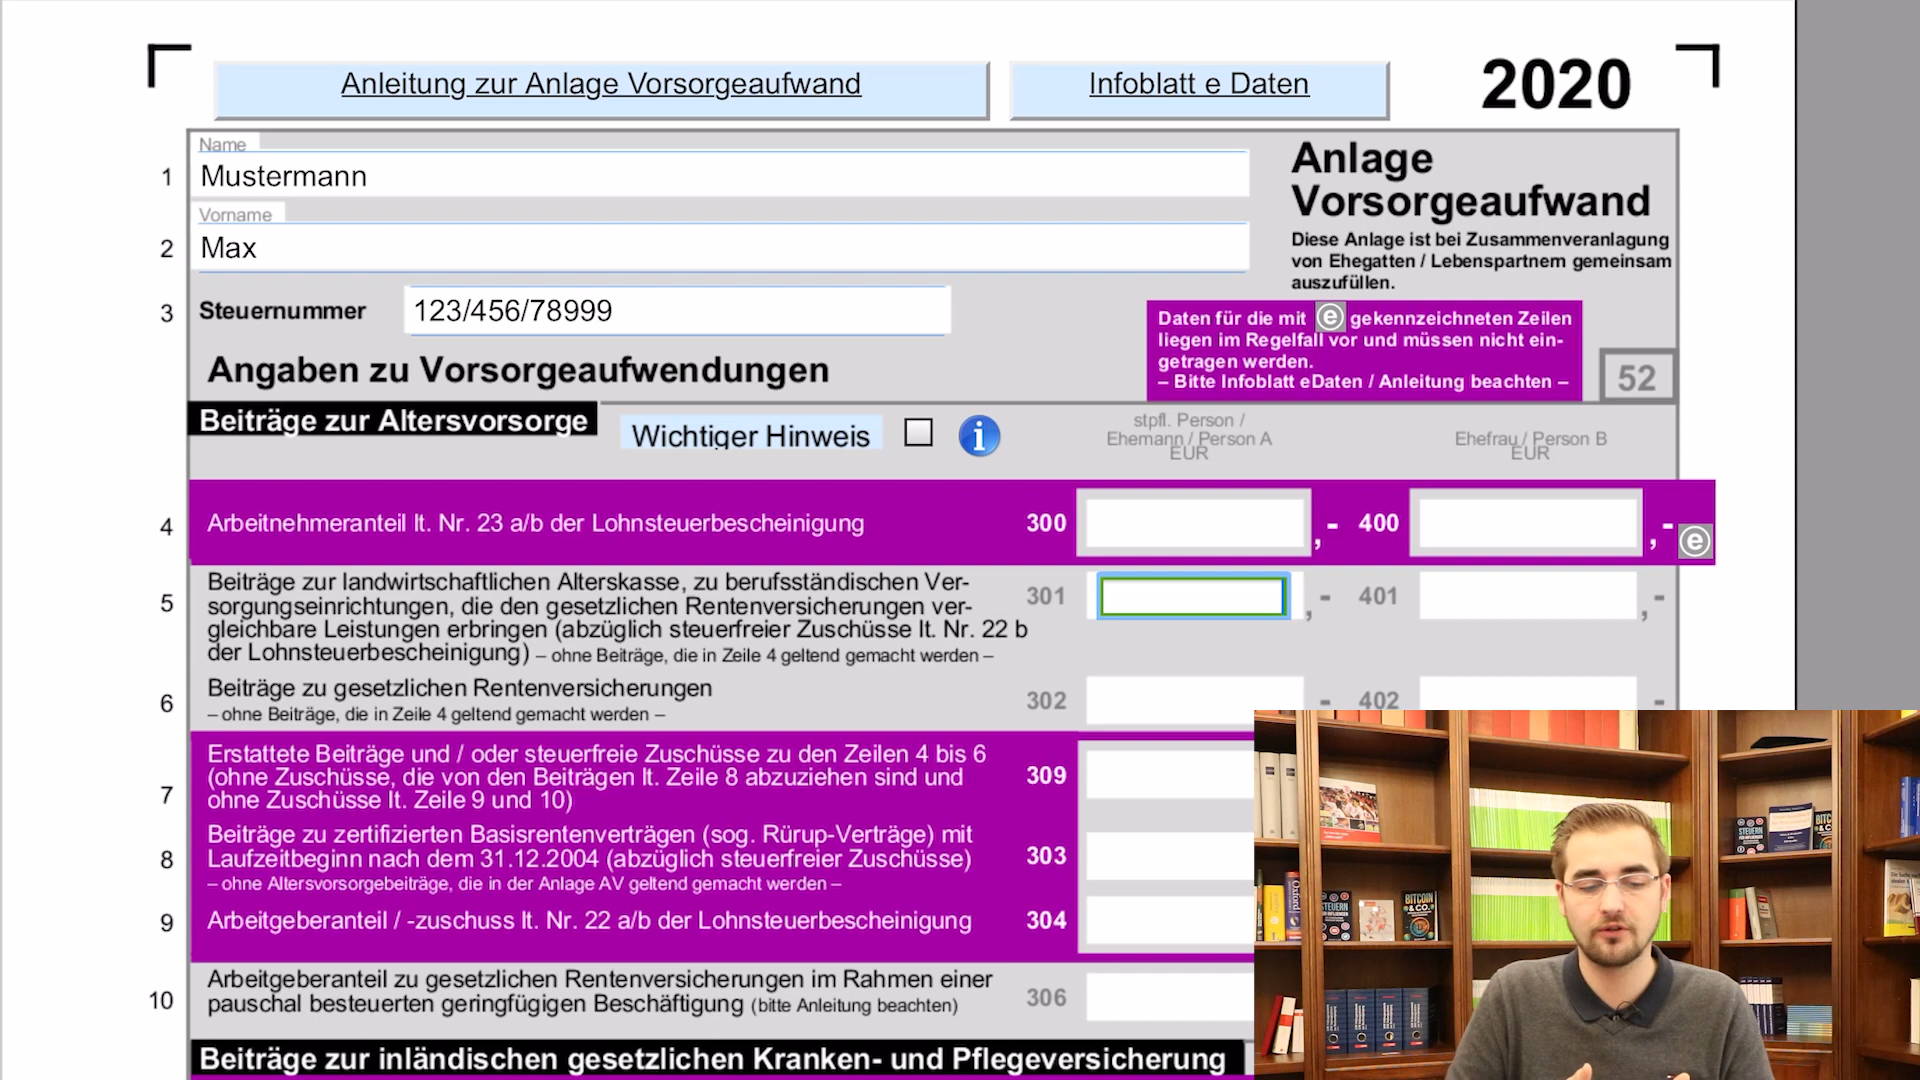 Anleitung zur Anlage Vorsorgeaufwand
Infoblatt e Daten
2020
Name
1
Mustermann
Vorname
2
Max
3
Steuernummer
123/456/78999
Anlage
Vorsorgeaufwand
Diese Anlage ist bei Zusammenveranlagung
von Ehegatten / Lebenspartnern gemeinsam
auszufüllen.
Daten für die mit e gekennzeichneten Zeilen
liegen im Regelfall vor und müssen nicht ein-
getragen werden.
– Bitte Infoblatt eDaten / Anleitung beachten –
52
Angaben zu Vorsorgeaufwendungen
Beiträge zur Altersvorsorge
Wichtiger Hinweis
i
stpfl. Person /
Ehemann / Person A
EUR
Ehefrau / Person B
EUR
4
Arbeitnehmeranteil lt. Nr. 23 a/b der Lohnsteuerbescheinigung
300
,-
400
,-
e
5
Beiträge zur landwirtschaftlichen Alterskasse, zu berufsständischen Ver-
sorgungseinrichtungen, die den gesetzlichen Rentenversicherungen ver-
gleichbare Leistungen erbringen (abzüglich steuerfreier Zuschüsse lt. Nr. 22 b
der Lohnsteuerbescheinigung) – ohne Beiträge, die in Zeile 4 geltend gemacht werden –
301
,-
401
,-
6
Beiträge zu gesetzlichen Rentenversicherungen
– ohne Beiträge, die in Zeile 4 geltend gemacht werden –
302
-
402
-
7
Erstattete Beiträge und / oder steuerfreie Zuschüsse zu den Zeilen 4 bis 6
(ohne Zuschüsse, die von den Beiträgen lt. Zeile 8 abzuziehen sind und
ohne Zuschüsse lt. Zeile 9 und 10)
309
8
Beiträge zu zertifizierten Basisrentenverträgen (sog. Rürup-Verträge) mit
Laufzeitbeginn nach dem 31.12.2004 (abzüglich steuerfreier Zuschüsse)
– ohne Altersvorsorgebeiträge, die in der Anlage AV geltend gemacht werden –
303
9
Arbeitgeberanteil / -zuschuss lt. Nr. 22 a/b der Lohnsteuerbescheinigung
304
10
Arbeitgeberanteil zu gesetzlichen Rentenversicherungen im Rahmen einer
pauschal besteuerten geringfügigen Beschäftigung (bitte Anleitung beachten)
306
Beiträge zur inländischen gesetzlichen Kranken- und Pflegeversicherung
STEUERN
BITCOIN
& CO.
Oxford
STEUERN